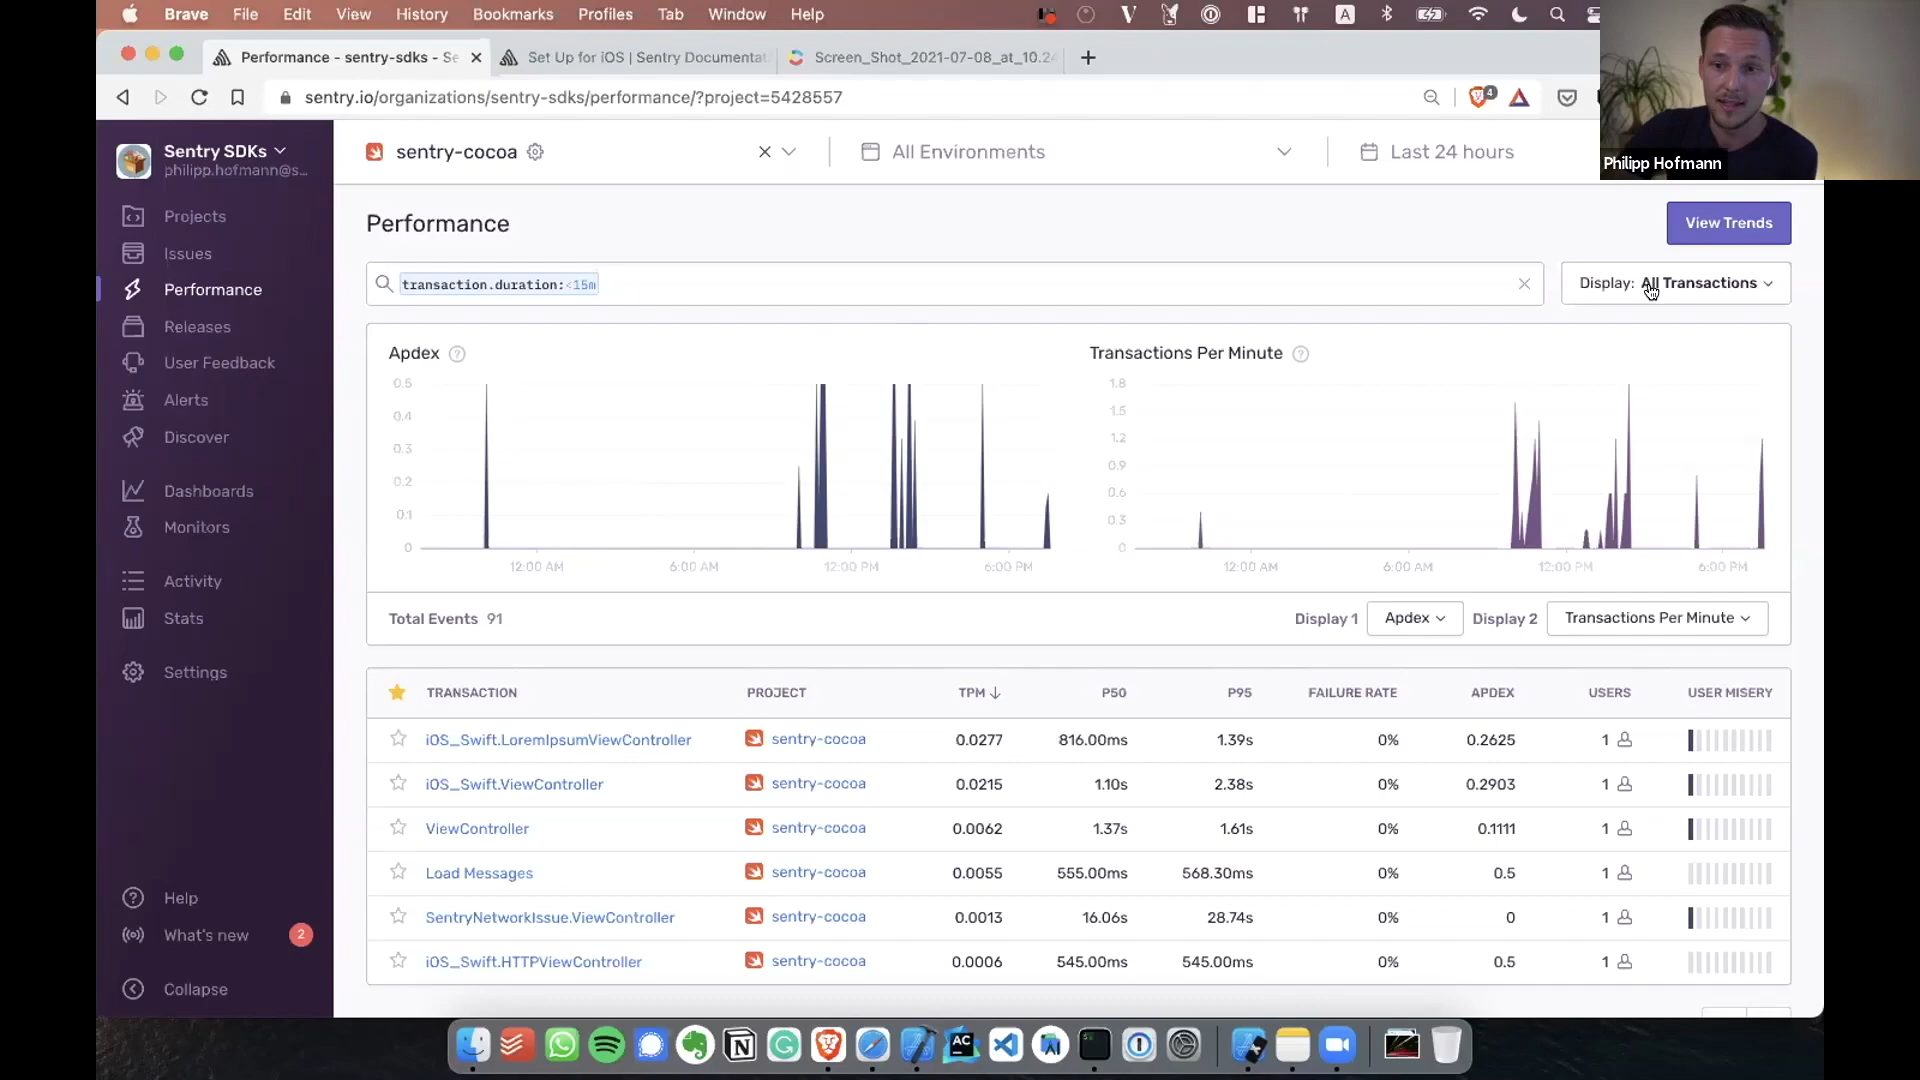 Brave File Edit View History Bookmarks Profiles Tab Window Help
Performance - sentry-sdks - Se
Set Up for iOS | Sentry Documentat
Screen_Shot_2021-07-08_at_10.24
sentry.io/organizations/sentry-sdks/performance/?project=5428557
4
Philipp Hofmann
Sentry SDKs
philipp.hofmann@s...
sentry-cocoa
All Environments
Last 24 hours
Projects
Issues
Performance
Releases
User Feedback
Alerts
Discover
Dashboards
Monitors
Activity
Stats
Settings
Help
What's new 2
Collapse
Performance
View Trends
transaction.duration:<15m
Display: All Transactions
Apdex ?
0.5
0.4
0.3
0.2
0.1
0
12:00 AM 6:00 AM 12:00 PM 6:00 PM
Transactions Per Minute ?
1.8
1.5
1.2
0.9
0.6
0.3
0
12:00 AM 6:00 AM 12:00 PM 6:00 PM
Total Events 91
Display 1 Apdex Display 2 Transactions Per Minute
TRANSACTION PROJECT TPM P50 P95 FAILURE RATE APDEX USERS USER MISERY
iOS_Swift.LoremIpsumViewController sentry-cocoa 0.0277 816.00ms 1.39s 0% 0.2625 1
iOS_Swift.ViewController sentry-cocoa 0.0215 1.10s 2.38s 0% 0.2903 1
ViewController sentry-cocoa 0.0062 1.37s 1.61s 0% 0.1111 1
Load Messages sentry-cocoa 0.0055 555.00ms 568.30ms 0% 0.5 1
SentryNetworkIssue.ViewController sentry-cocoa 0.0013 16.06s 28.74s 0% 0 1
iOS_Swift.HTTPViewController sentry-cocoa 0.0006 545.00ms 545.00ms 0% 0.5 1
AC